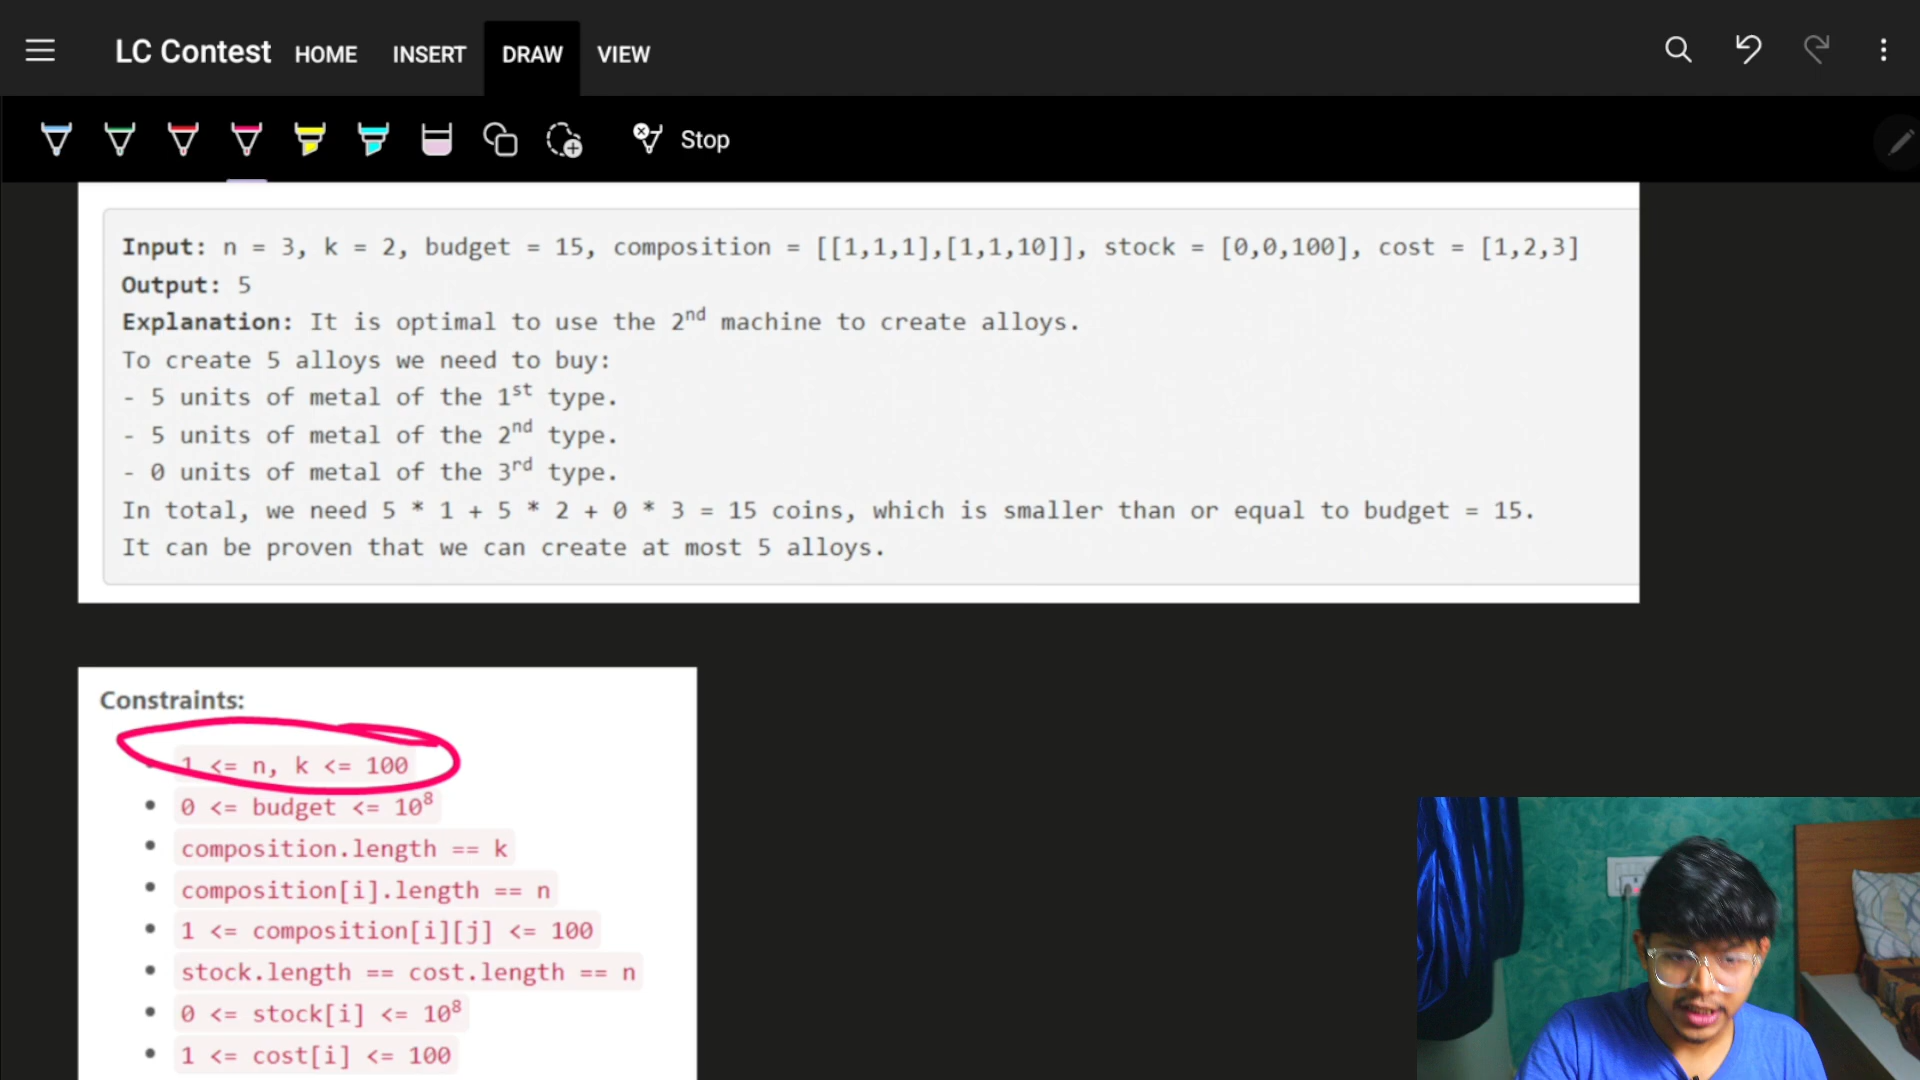 LC Contest HOME INSERT DRAW VIEW
Stop
Input: n = 3, k = 2, budget = 15, composition = [[1,1,1],[1,1,10]], stock = [0,0,100], cost = [1,2,3]
Output: 5
Explanation: It is optimal to use the 2nd machine to create alloys.
To create 5 alloys we need to buy:
- 5 units of metal of the 1st type.
- 5 units of metal of the 2nd type.
- 0 units of metal of the 3rd type.
In total, we need 5 * 1 + 5 * 2 + 0 * 3 = 15 coins, which is smaller than or equal to budget = 15.
It can be proven that we can create at most 5 alloys.
Constraints:
1 <= n, k <= 100
0 <= budget <= 10^8
composition.length == k
composition[i].length == n
1 <= composition[i][j] <= 100
stock.length == cost.length == n
0 <= stock[i] <= 10^8
1 <= cost[i] <= 100